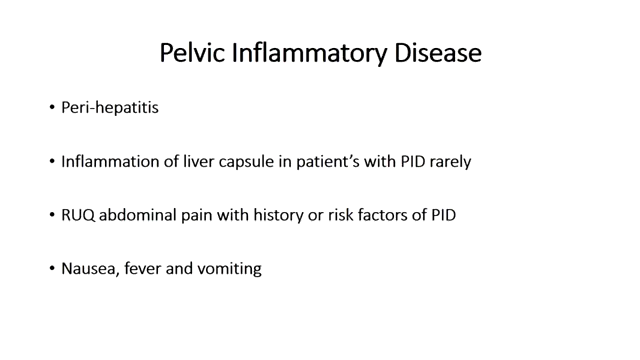 Pelvic Inflammatory Disease
• Peri-hepatitis
• Inflammation of liver capsule in patient's with PID rarely
• RUQ abdominal pain with history or risk factors of PID
• Nausea, fever and vomiting